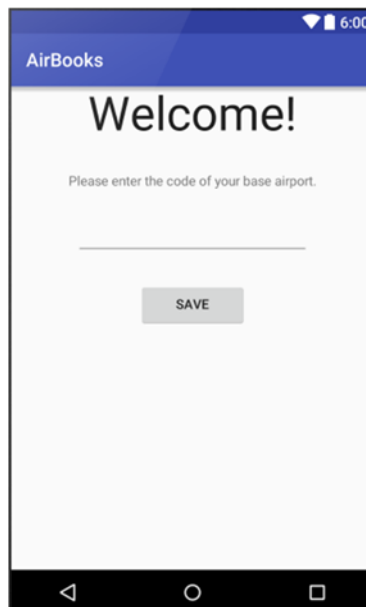 6:00
AirBooks
Welcome!
Please enter the code of your base airport.
SAVE